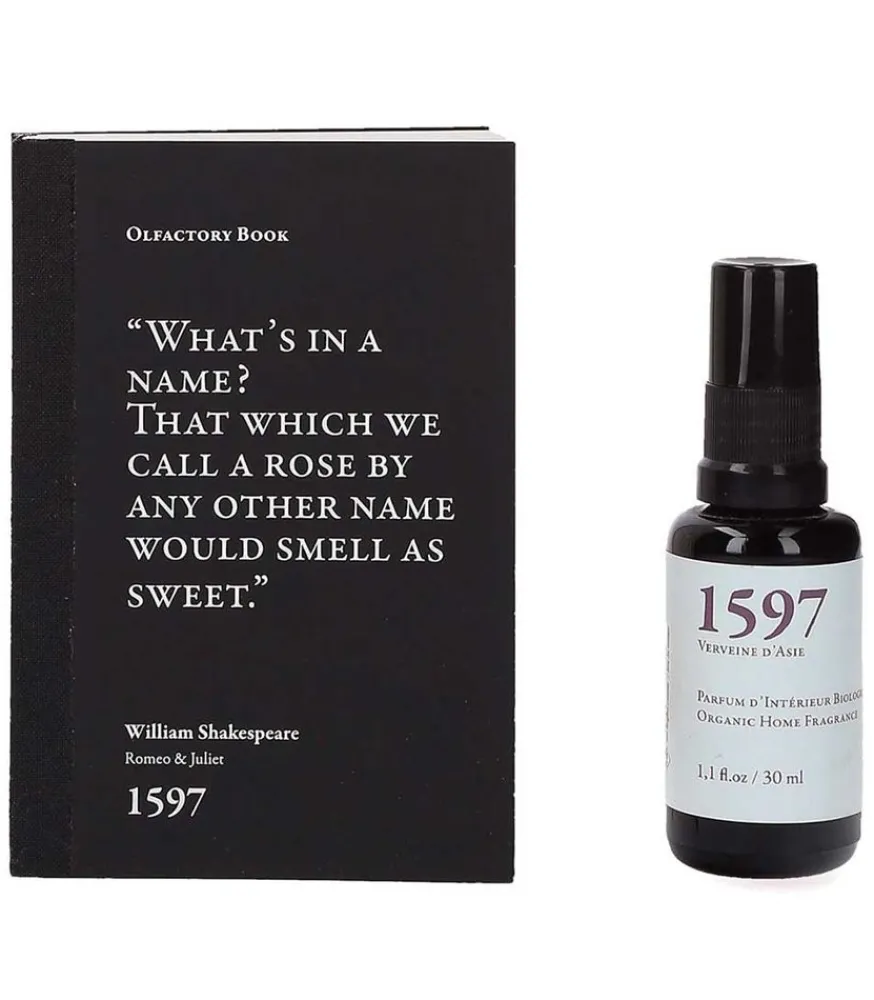 OLFACTORY BOOK
“WHAT’S IN A
NAME?
THAT WHICH WE
CALL A ROSE BY
ANY OTHER NAME
WOULD SMELL AS
SWEET.”
William Shakespeare
Romeo & Juliet
1597
1597
VERVEINE D’ASIE
PARFUM D’INTÉRIEUR
ORGANIC HOME FRAGRANCE
1,1 fl.oz / 30 ml